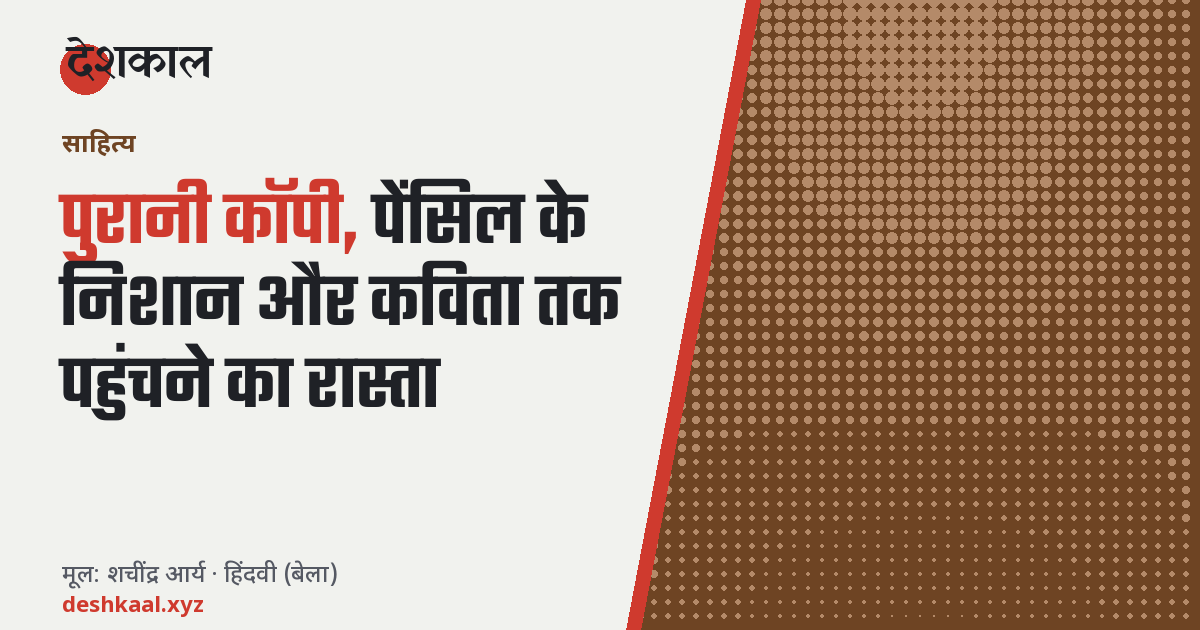 देशकाल
साहित्य
पुरानी कॉपी, पेंसिल के
निशान और कविता तक
पहुंचने का रास्ता
मूल: शचींद्र आर्य · हिंदवी (बेला)
deshkaal.xyz